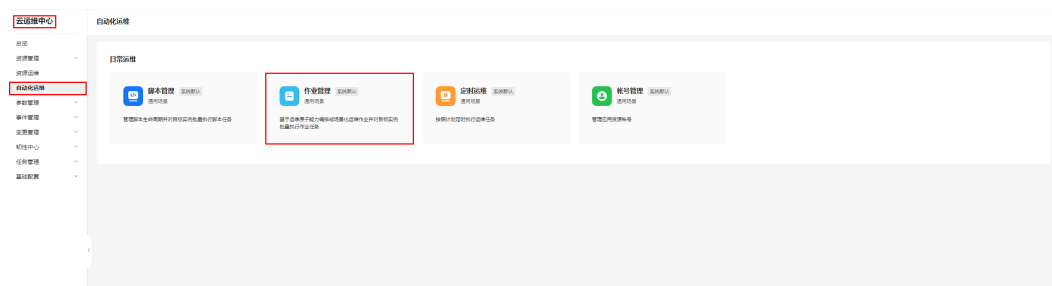 云运维中心
自动化运维
总览
资源管理
资源运维
自动化运维
参数管理
事件管理
变更管理
韧性中心
任务管理
基础配置
日常运维
脚本管理 系统默认
通用场景
管理脚本生命周期并对目标实例批量执行脚本任务
作业管理 系统默认
通用场景
基于运维原子能力编排成场景化运维作业并对目标实例
批量执行作业任务
定时运维 系统默认
通用场景
按照计划定时执行运维任务
帐号管理 系统默认
通用场景
管理应用资源帐号